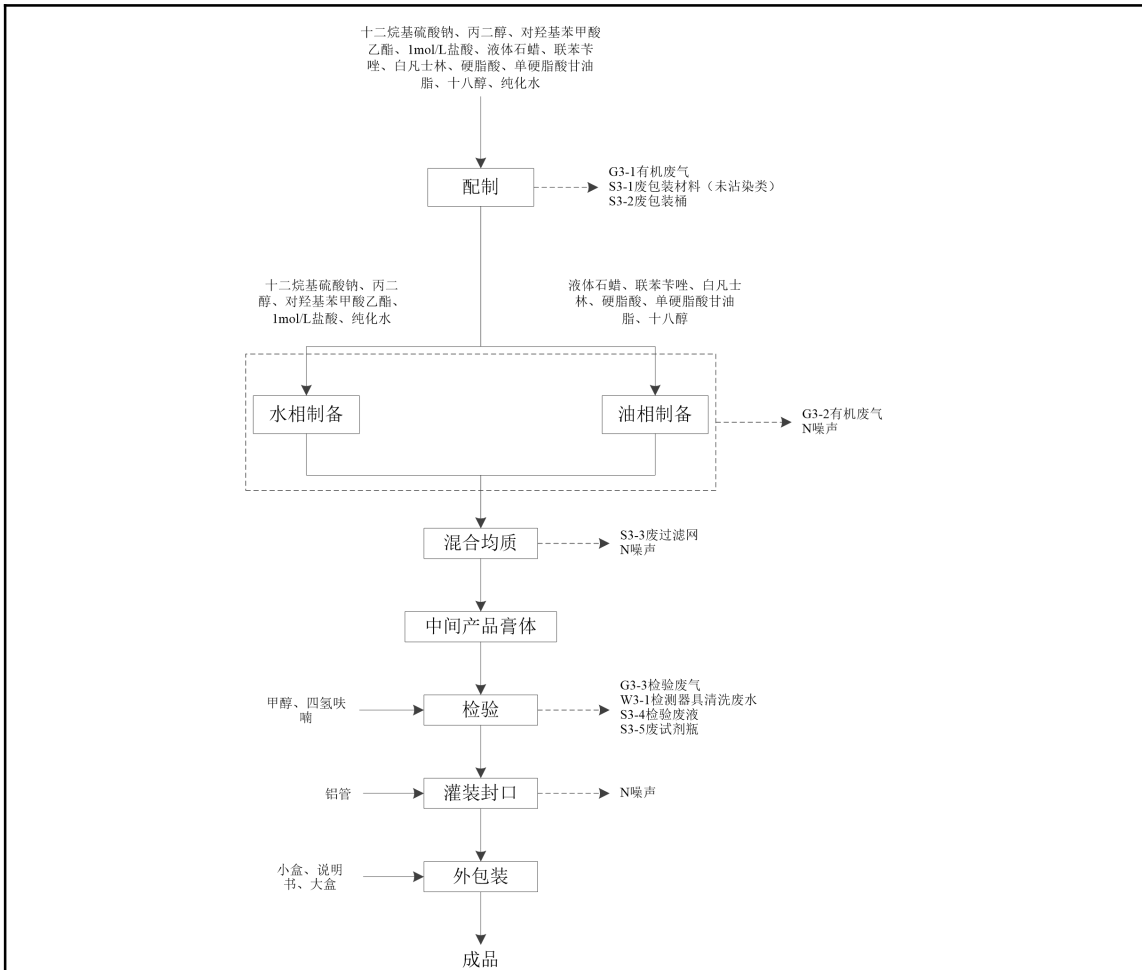 十二烷基硫酸钠、丙二醇、对羟基苯甲酸
乙酯、1mol/L盐酸、液体石蜡、联苯苄
唑、白凡士林、硬脂酸、单硬脂酸甘油
脂、十八醇、纯化水
配制
G3-1有机废气
S3-1废包装材料（未沾染类）
S3-2废包装桶
十二烷基硫酸钠、丙二
醇、对羟基苯甲酸乙酯、
1mol/L盐酸、纯化水
液体石蜡、联苯苄唑、白凡士
林、硬脂酸、单硬脂酸甘油
脂、十八醇
水相制备
油相制备
G3-2有机废气
N噪声
混合均质
S3-3废过滤网
N噪声
中间产品膏体
甲醇、四氢呋
喃
检验
G3-3检验废气
W3-1检测器具清洗废水
S3-4检验废液
S3-5废试剂瓶
铝管
灌装封口
N噪声
小盒、说明
书、大盒
外包装
成品